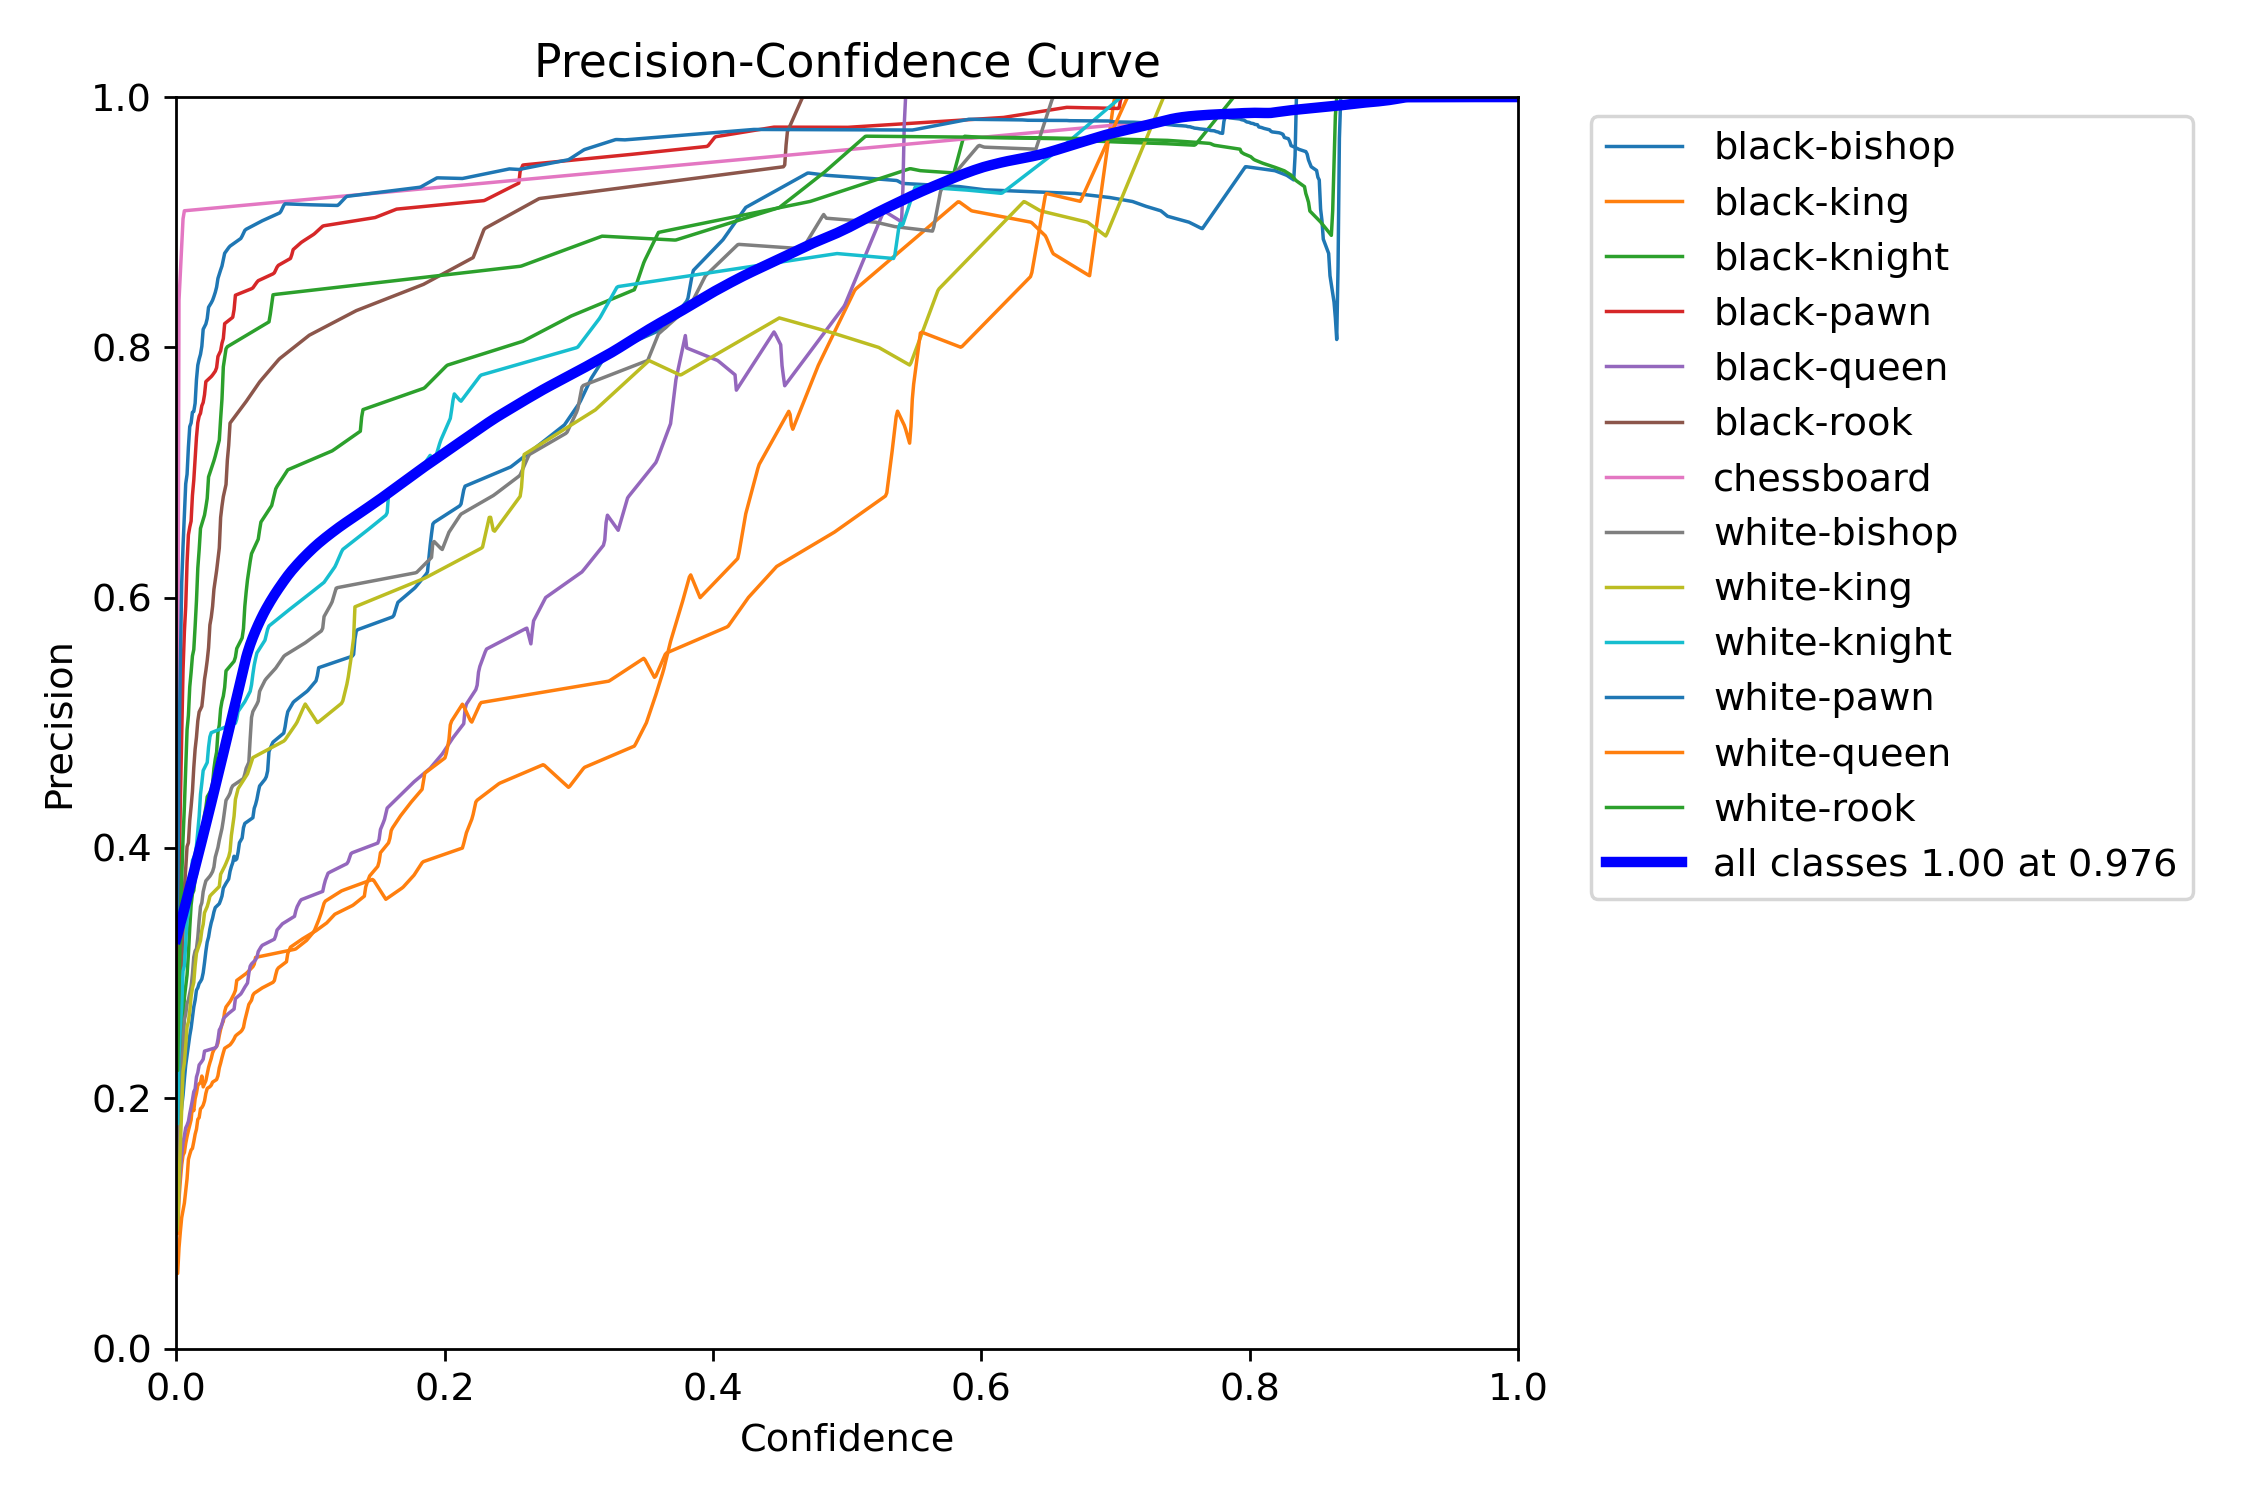 Precision-Confidence Curve
1.0
0.8
0.6
0.4
0.2
0.0
Precision
0.0 0.2 0.4 0.6 0.8 1.0
Confidence
black-bishop
black-king
black-knight
black-pawn
black-queen
black-rook
chessboard
white-bishop
white-king
white-knight
white-pawn
white-queen
white-rook
all classes 1.00 at 0.976